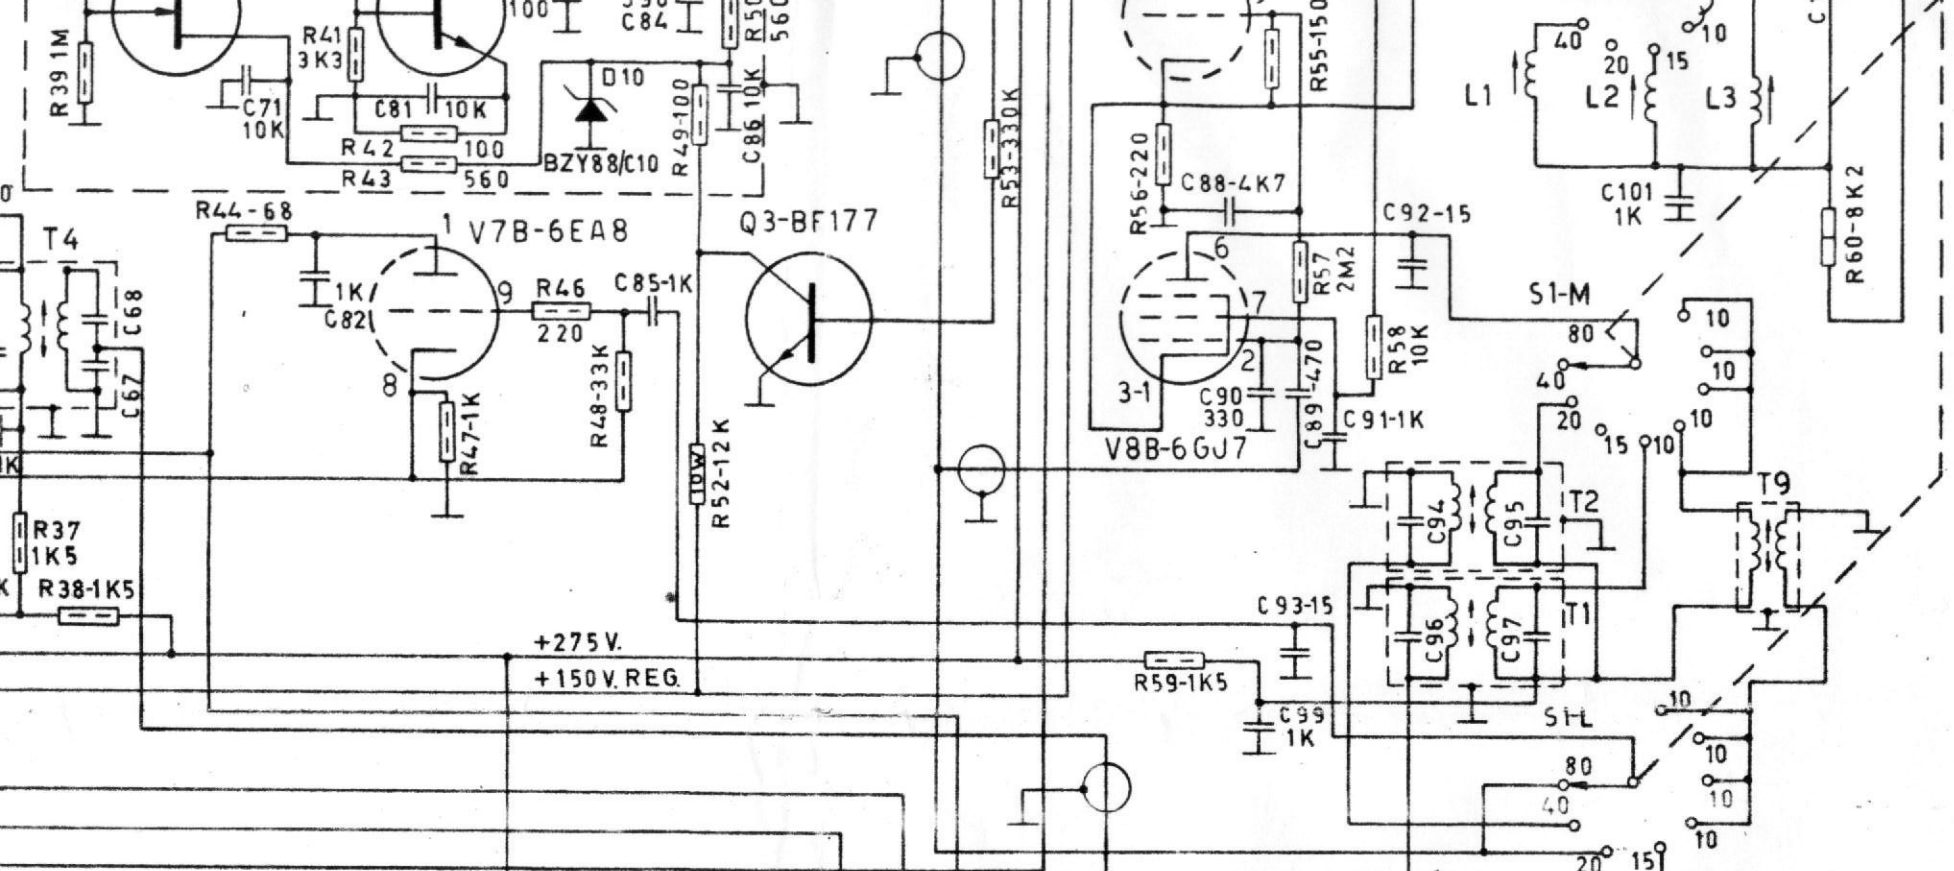 R39 1M
C71
10K
R41
3K3
C81 10K
R42 100
R43 560
100
C84
D10
BZY88/C10
R49-100
C86 10K
560
R53-330K
R55-150
R56-220
C88-4K7
40
20
15
10
L1
L2
L3
C101
1K
R60-8K2
T4
C68
C67
R44-68
1
V7B-6EA8
1K
C82
9
8
R46
220
C85-1K
R48-33K
R47-1K
Q3-BF177
10W
R52-12K
C92-15
6
7
2
3-1
R57
2M2
R58
10K
C90
330
C89-470
C91-1K
V8B-6GJ7
S1-M
80
40
20
15
10
10
10
10
C94
C95
T2
C96
C97
T1
T9
R37
1K5
R38-1K5
+275V.
+150V. REG.
C93-15
R59-1K5
C99
1K
S1-L
80
40
20
15
10
10
10
10